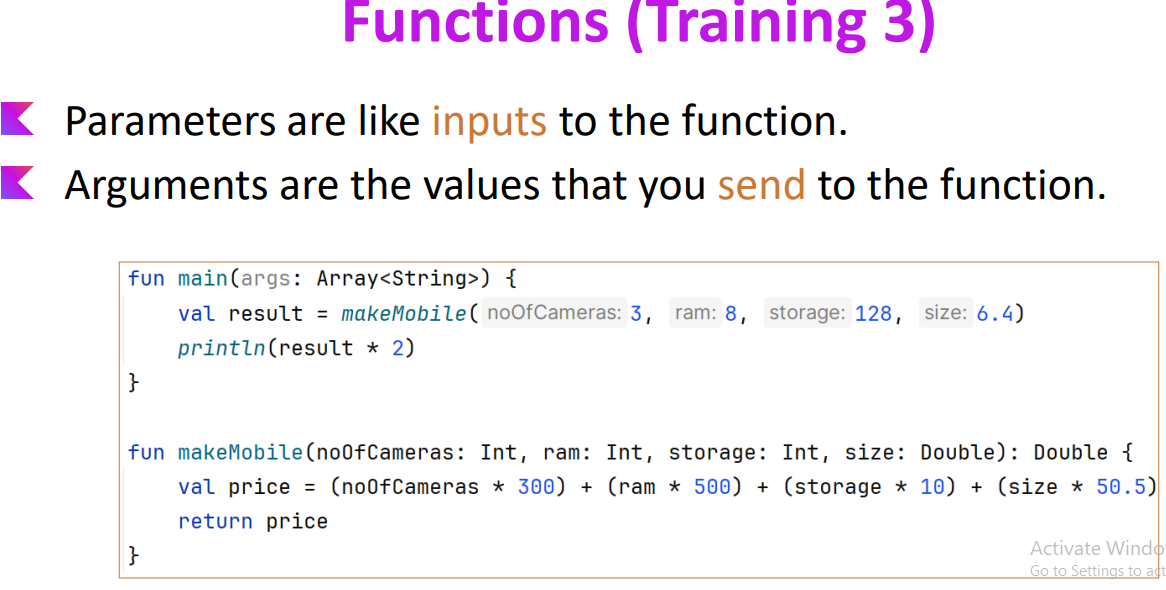 Functions (Training 3)
Parameters are like inputs to the function.
Arguments are the values that you send to the function.
fun main(args: Array<String>) {
    val result = makeMobile( noOfCameras: 3, ram: 8, storage: 128, size: 6.4)
    println(result * 2)
}
fun makeMobile(noOfCameras: Int, ram: Int, storage: Int, size: Double): Double {
    val price = (noOfCameras * 300) + (ram * 500) + (storage * 10) + (size * 50.5)
    return price
}
Activate Windo
Go to Settings to act